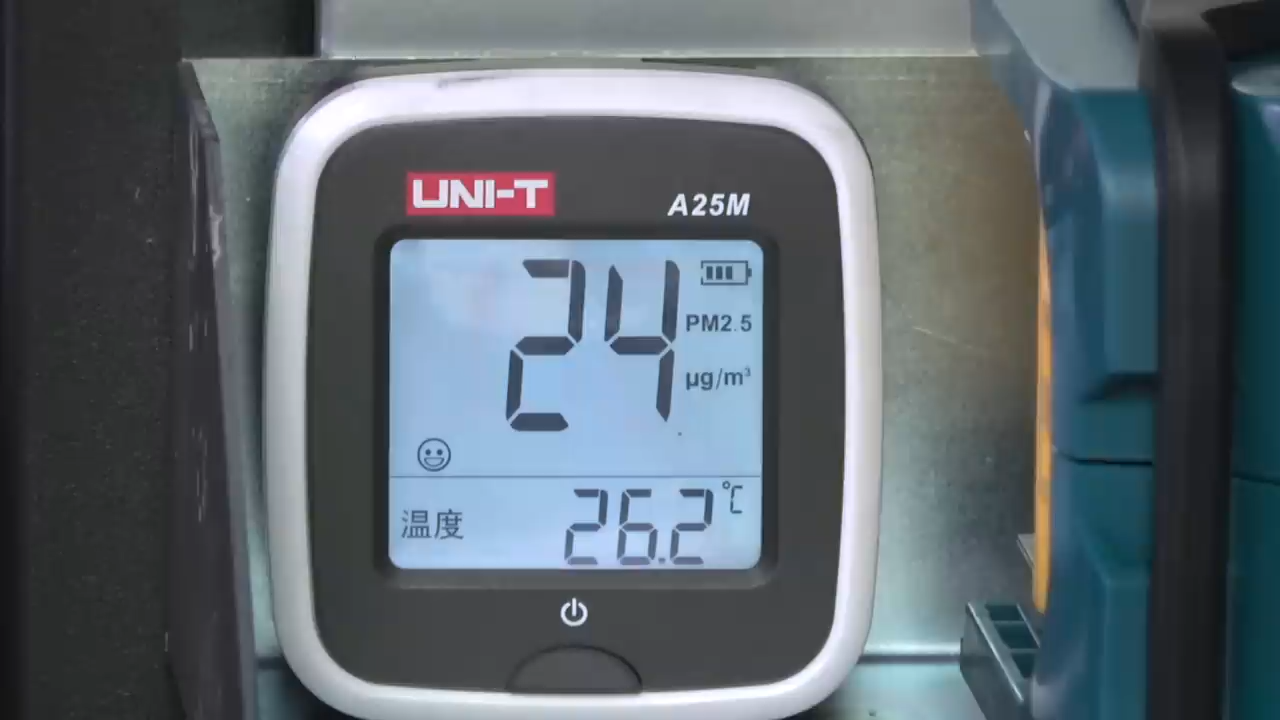 UNI-T
A25M
24
PM2.5
µg/m³
温度 26.2 ℃